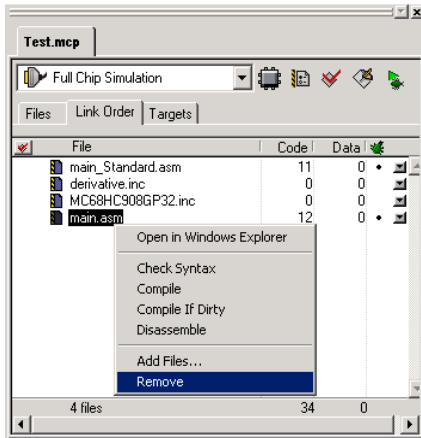 Test.mcp
Full Chip Simulation
Files Link Order Targets
File Code Data
main_Standard.asm 11 0
derivative.inc 0 0
MC68HC908GP32.inc 0 0
main.asm 12 0
Open in Windows Explorer
Check Syntax
Compile
Compile If Dirty
Disassemble
Add Files...
Remove
4 files 34 0